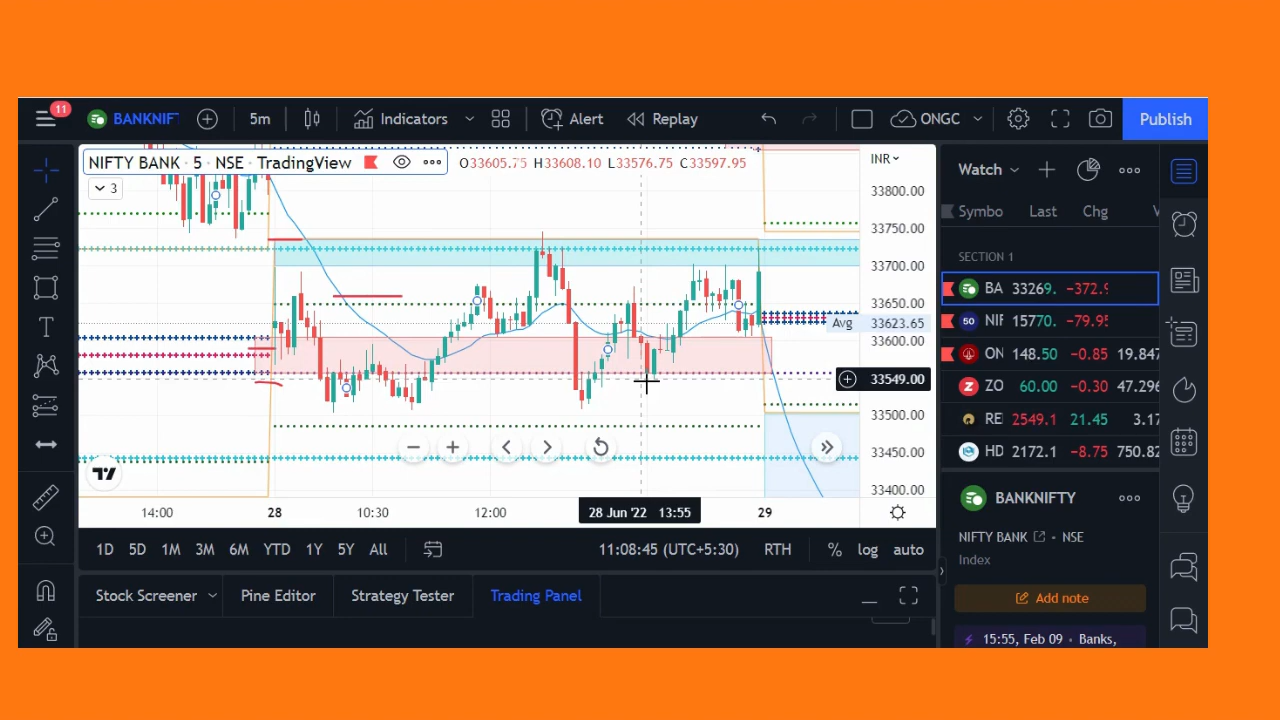 11
BANKNIF
5m
Indicators
Alert
Replay
ONGC
Publish
NIFTY BANK · 5 · NSE · TradingView
O33605.75 H33608.10 L33576.75 C33597.95
3
INR
33800.00
33750.00
33700.00
33650.00
Avg 33623.65
33600.00
33549.00
33500.00
33450.00
33400.00
14:00 28 10:30 12:00 28 Jun '22 13:55 29
1D 5D 1M 3M 6M YTD 1Y 5Y All
11:08:45 (UTC+5:30) RTH % log auto
Stock Screener Pine Editor Strategy Tester Trading Panel
Watch
Symbo Last Chg
SECTION 1
BA 33269. −372.9
50 NIF 15770. −79.95
ON 148.50 −0.85 19.847
ZO 60.00 −0.30 47.296
REI 2549.1 21.45 3.17
HD 2172.1 −8.75 750.82
BANKNIFTY
NIFTY BANK · NSE
Index
Add note
15:55, Feb 09 · Banks,